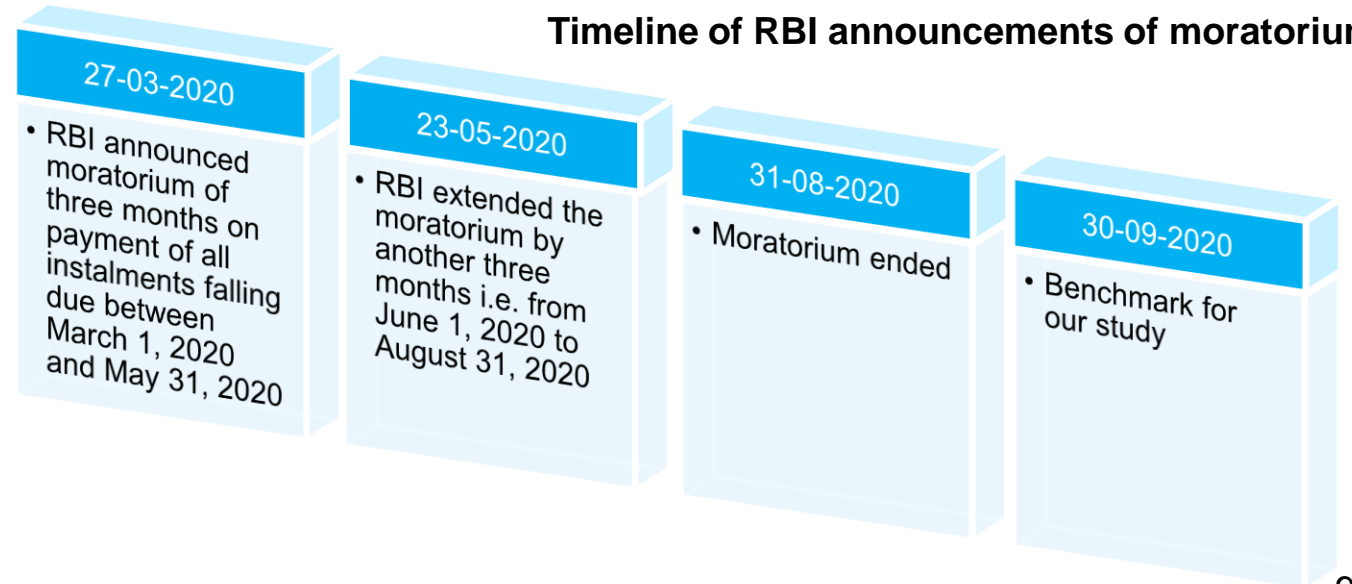 Timeline of RBI announcements of moratoriu
27-03-2020
• RBI announced
moratorium of
three months on
payment of all
instalments falling
due between
March 1, 2020
and May 31, 2020
23-05-2020
• RBI extended the
moratorium by
another three
months i.e. from
June 1, 2020 to
August 31, 2020
31-08-2020
• Moratorium ended
30-09-2020
• Benchmark for
our study